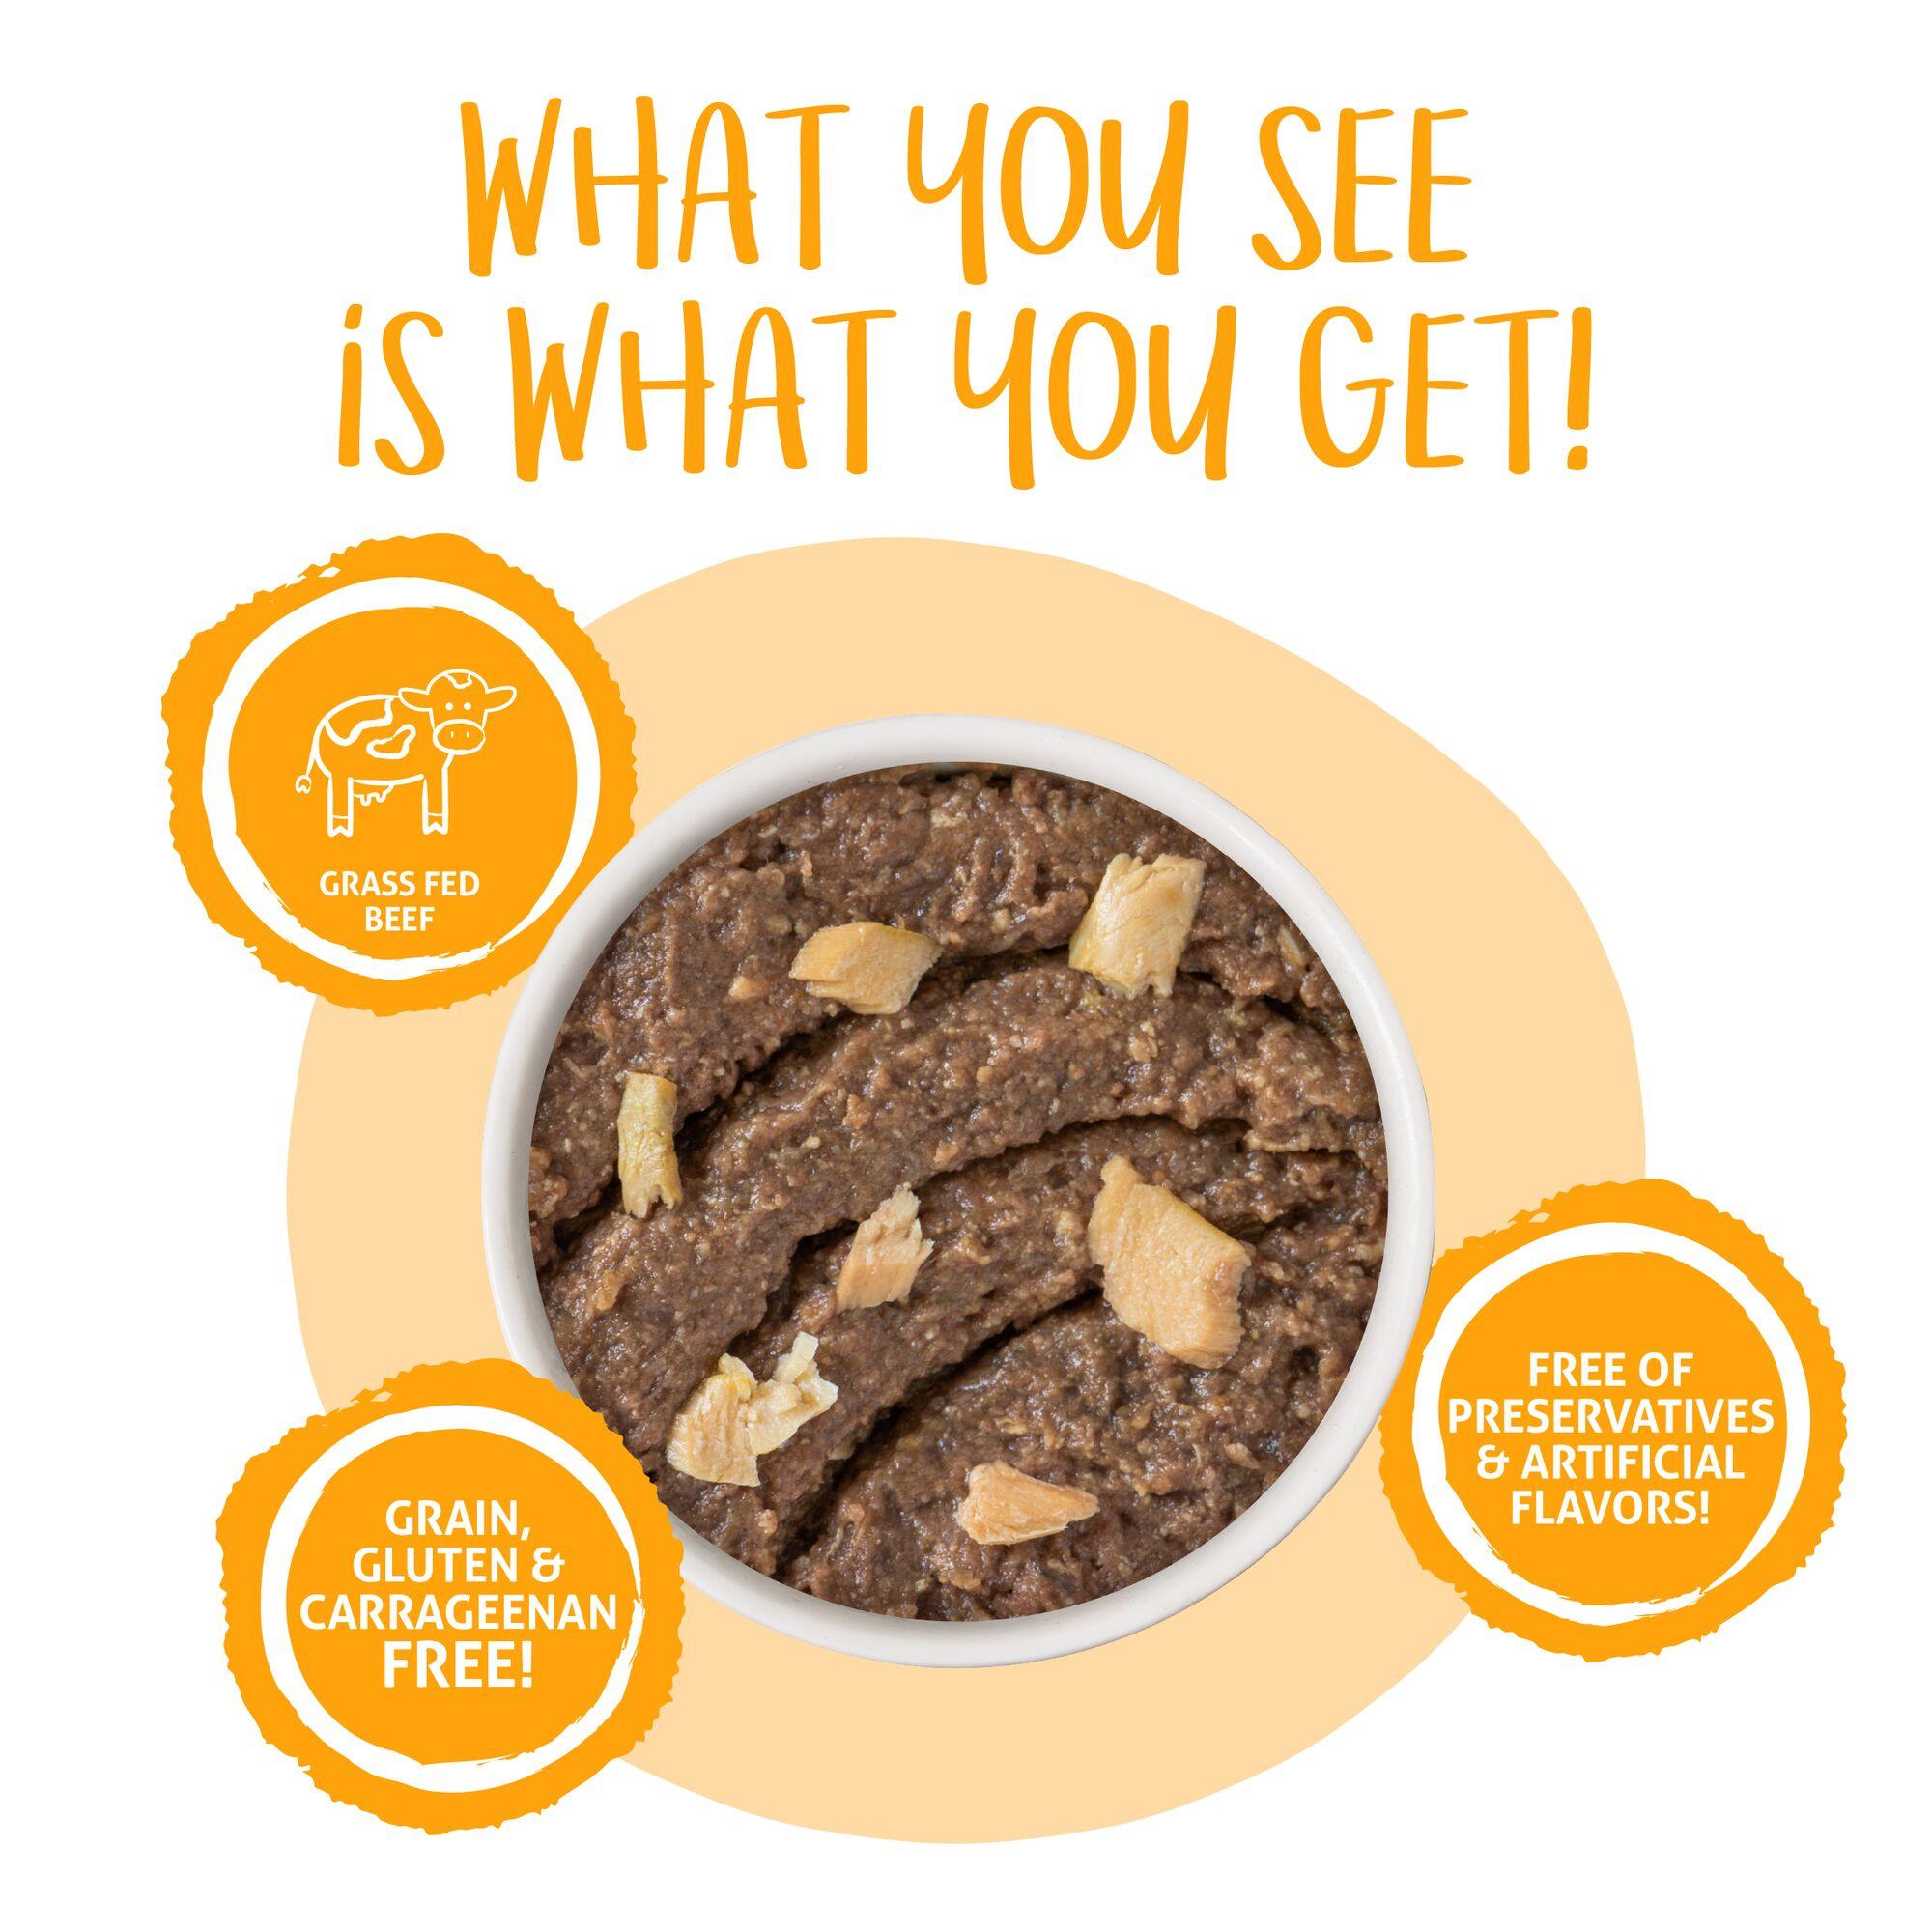 WHAT YOU SEE
iS WHAT YOU GET!
GRASS FED
BEEF
GRAIN,
GLUTEN &
CARRAGEENAN
FREE!
FREE OF
PRESERVATIVES
& ARTIFICIAL
FLAVORS!